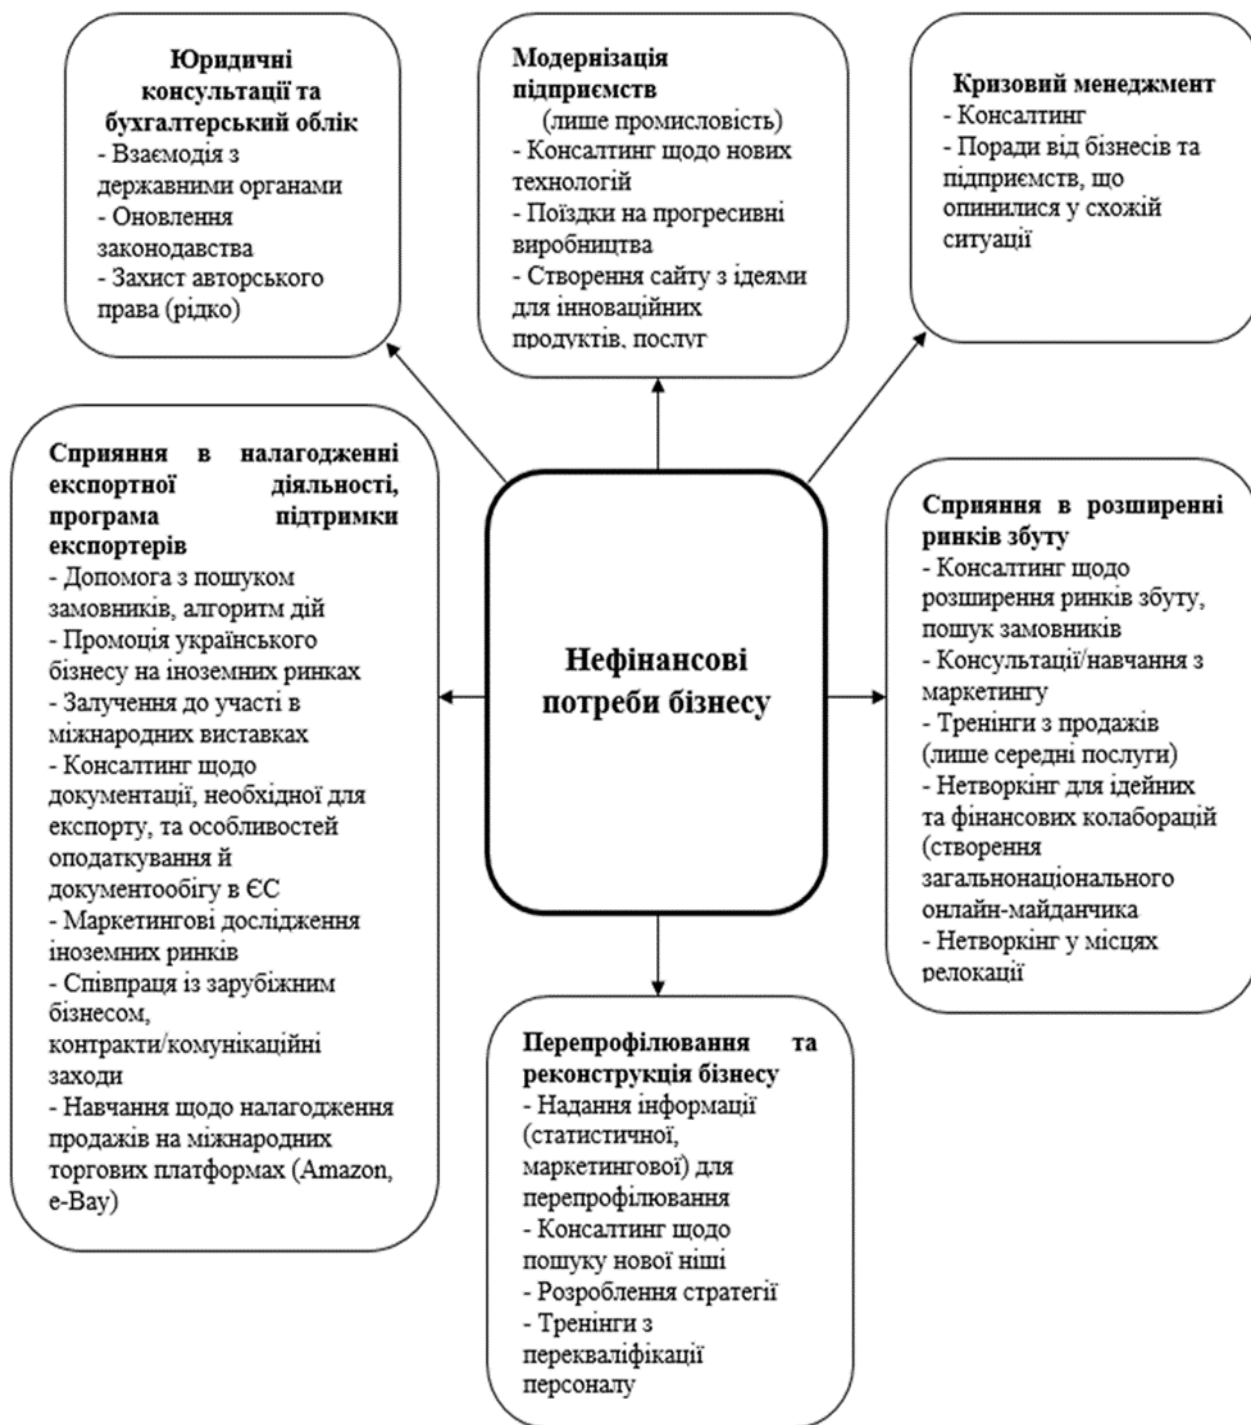 Юридичні
консультації та
бухгалтерський облік
- Взаємодія з
державними органами
- Оновлення
законодавства
- Захист авторського
права (рідко)
Модернізація
підприємств
(лише промисловість)
- Консалтинг щодо нових
технологій
- Поїздки на прогресивні
виробництва
- Створення сайту з ідеями
для інноваційних
продуктів, послуг
Кризовий менеджмент
- Консалтинг
- Поради від бізнесів та
підприємств, що
опинилися у схожій
ситуації
Сприяння в налагодженні
експортної діяльності,
програма підтримки
експортерів
- Допомога з пошуком
замовників, алгоритм дій
- Промоція українського
бізнесу на іноземних ринках
- Залучення до участі в
міжнародних виставках
- Консалтинг щодо
документації, необхідної для
експорту, та особливостей
оподаткування й
документообігу в ЄС
- Маркетингові дослідження
іноземних ринків
- Співпраця із зарубіжним
бізнесом,
контракти/комунікаційні
заходи
- Навчання щодо налагодження
продажів на міжнародних
торгових платформах (Amazon,
e-Bay)
Нефінансові
потреби бізнесу
Сприяння в розширенні
ринків збуту
- Консалтинг щодо
розширення ринків збуту,
пошук замовників
- Консультації/навчання з
маркетингу
- Тренінги з продажів
(лише середні послуги)
- Нетворкінг для ідейних
та фінансових колаборацій
(створення
загальнонаціонального
онлайн-майданчика
- Нетворкінг у місцях
релокації
Перепрофілювання та
реконструкція бізнесу
- Надання інформації
(статистичної,
маркетингової) для
перепрофілювання
- Консалтинг щодо
пошуку нової ніші
- Розроблення стратегії
- Тренінги з
перекваліфікації
персоналу